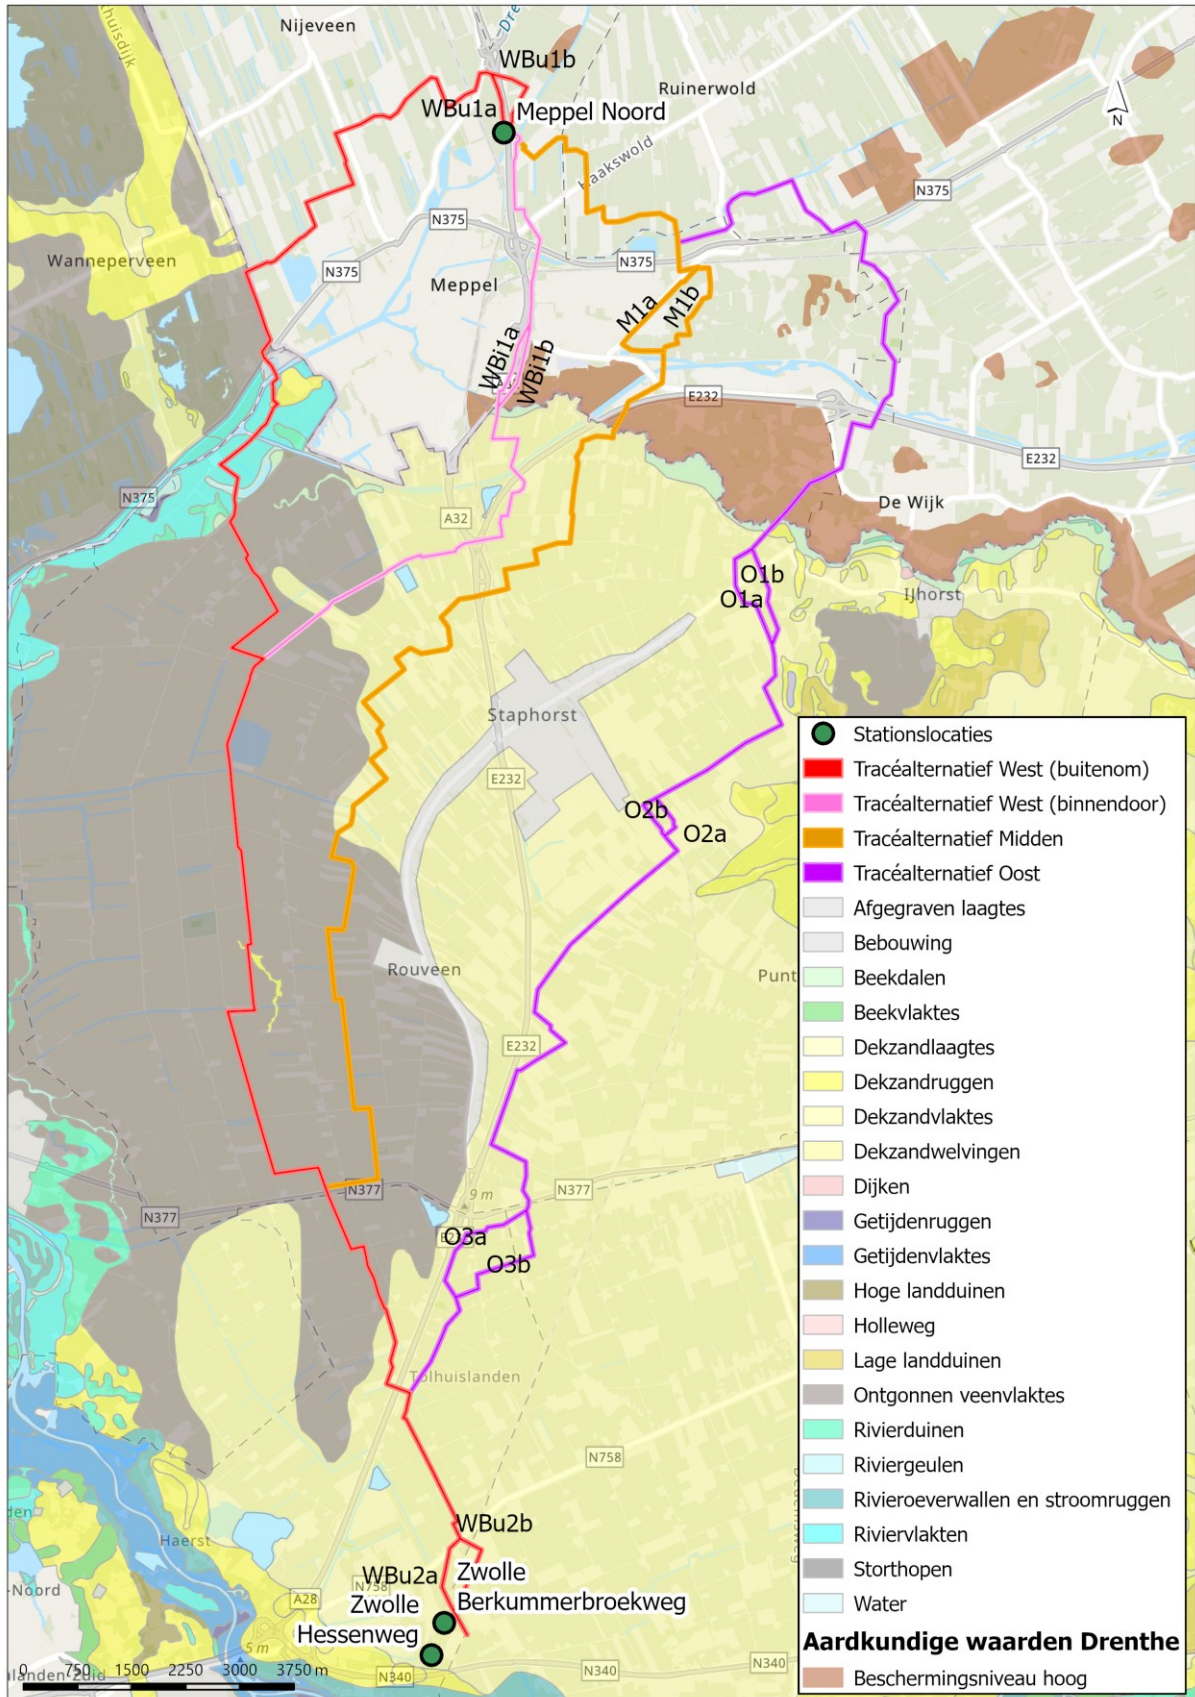 Nijeveen
WBu1b
Ruinerwold
WBu1a
Meppel Noord
N
Haakswold
N375
N375
Wanneperveen
N375
N375
Meppel
M1a
M1b
WBi1a
WBi1b
E232
E232
N375
De Wijk
A32
O1b
O1a
IJhorst
Staphorst
E232
O2b
O2a
Rouveen
Punt
E232
N377
N377
N377
9 m
O3a
O3b
Tolhuislanden
N758
WBu2b
Haerst
WBu2a
Zwolle
Berkummerbroekweg
N758
Zwolle
Hessenweg
A28
-Noord
5 m
N340
N340
N340
0 750 1500 2250 3000 3750 m
Stationslocaties
Tracéalternatief West (buitenom)
Tracéalternatief West (binnendoor)
Tracéalternatief Midden
Tracéalternatief Oost
Afgegraven laagtes
Bebouwing
Beekdalen
Beekvlaktes
Dekzandlaagtes
Dekzandruggen
Dekzandvlaktes
Dekzandwelvingen
Dijken
Getijdenruggen
Getijdenvlaktes
Hoge landduinen
Holleweg
Lage landduinen
Ontgonnen veenvlaktes
Rivierduinen
Riviergeulen
Rivieroeverwallen en stroomruggen
Riviervlakten
Storthopen
Water
Aardkundige waarden Drenthe
Beschermingsniveau hoog